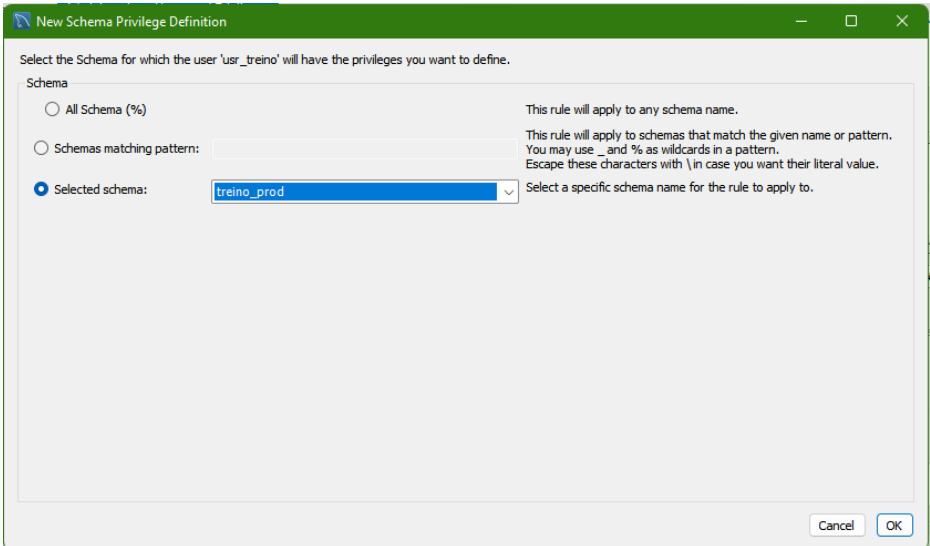 New Schema Privilege Definition
Select the Schema for which the user 'usr_treino' will have the privileges you want to define.
Schema
All Schema (%)
This rule will apply to any schema name.
Schemas matching pattern:
This rule will apply to schemas that match the given name or pattern.
You may use _ and % as wildcards in a pattern.
Escape these characters with \ in case you want their literal value.
Selected schema:
treino_prod
Select a specific schema name for the rule to apply to.
Cancel
OK